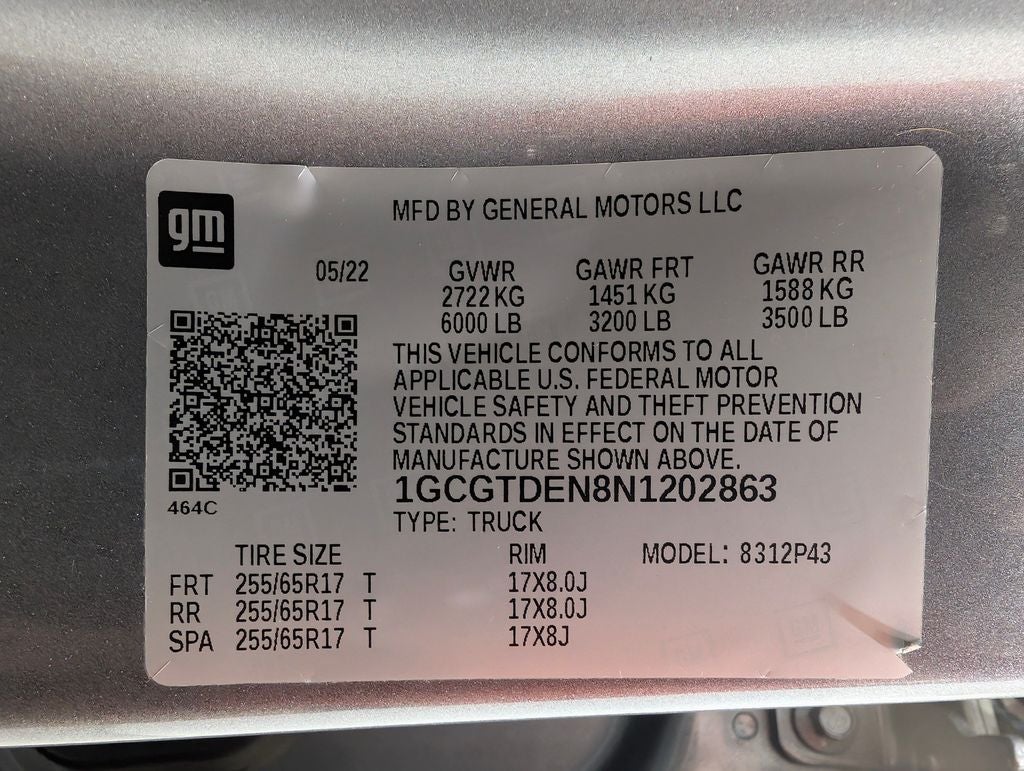 gm
MFD BY GENERAL MOTORS LLC
05/22 GVWR GAWR FRT GAWR RR
2722 KG 1451 KG 1588 KG
6000 LB 3200 LB 3500 LB
THIS VEHICLE CONFORMS TO ALL
APPLICABLE U.S. FEDERAL MOTOR
VEHICLE SAFETY AND THEFT PREVENTION
STANDARDS IN EFFECT ON THE DATE OF
MANUFACTURE SHOWN ABOVE.
1GCGTDEN8N1202863
464C
TYPE: TRUCK
TIRE SIZE RIM MODEL: 8312P43
FRT 255/65R17 T 17X8.0J
RR 255/65R17 T 17X8.0J
SPA 255/65R17 T 17X8J
gm